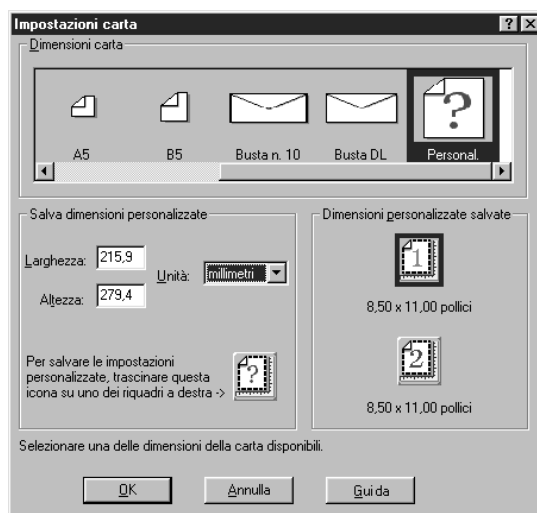 Impostazioni carta
Dimensioni carta
A5 B5 Busta n. 10 Busta DL Personal.
Salva dimensioni personalizzate
Larghezza: 215,9
Unità: millimetri
Altezza: 279,4
Per salvare le impostazioni
personalizzate, trascinare questa
icona su uno dei riquadri a destra ->
?
Dimensioni personalizzate salvate
1
8,50 x 11,00 pollici
2
8,50 x 11,00 pollici
Selezionare una delle dimensioni della carta disponibili.
OK Annulla Guida